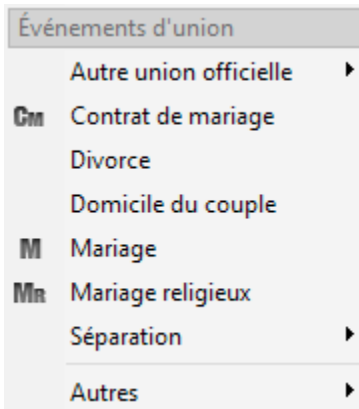 Événements d'union
Autre union officielle
CM Contrat de mariage
Divorce
Domicile du couple
M Mariage
MR Mariage religieux
Séparation
Autres